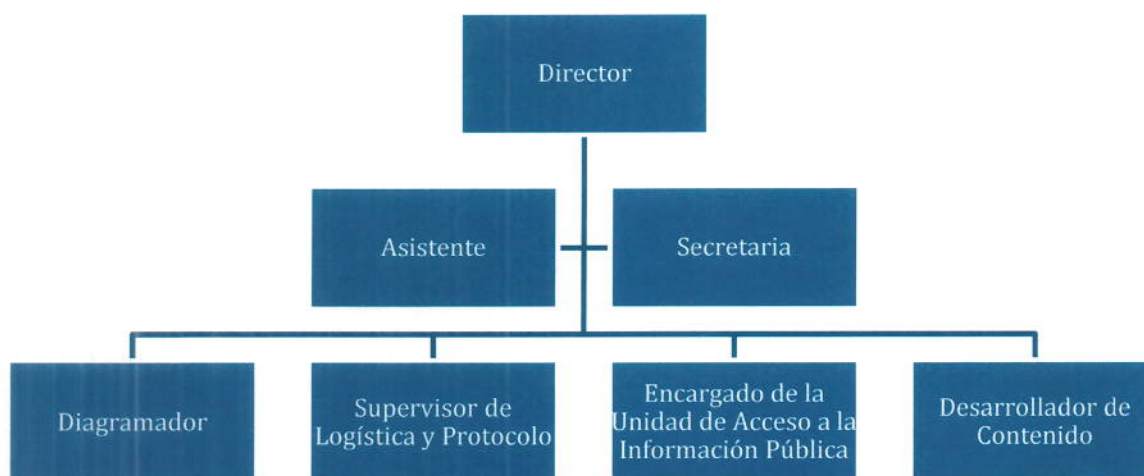 Director
Asistente
Secretaria
Diagramador
Supervisor de
Logística y Protocolo
Encargado de la
Unidad de Acceso a la
Información Pública
Desarrollador de
Contenido